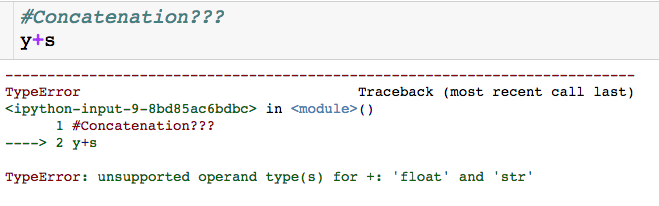 #Concatenation???
y+s
---------------------------------------------------------------------------
TypeError                                 Traceback (most recent call last)
<ipython-input-9-8bd85ac6bdbc> in <module>()
      1 #Concatenation???
----> 2 y+s
TypeError: unsupported operand type(s) for +: 'float' and 'str'